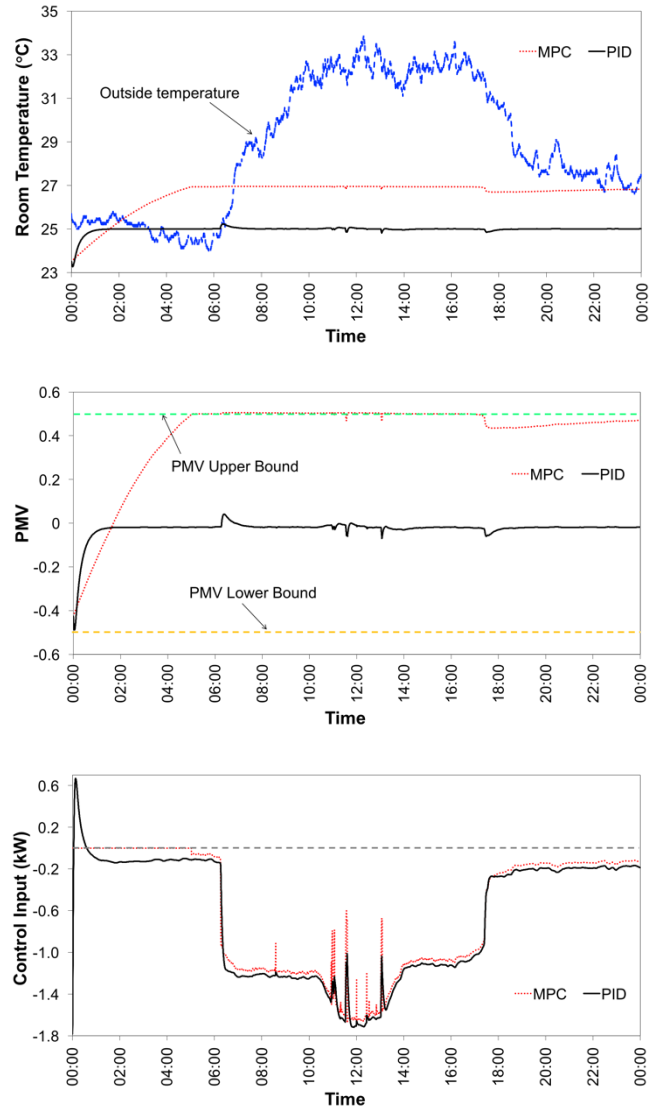 35
33
31
29
27
25
23
Room Temperature (°C)
Outside temperature
MPC PID
00:00 02:00 04:00 06:00 08:00 10:00 12:00 14:00 16:00 18:00 20:00 22:00 00:00
Time
0.6
0.4
0.2
0
-0.2
-0.4
-0.6
PMV
PMV Upper Bound
MPC PID
PMV Lower Bound
00:00 02:00 04:00 06:00 08:00 10:00 12:00 14:00 16:00 18:00 20:00 22:00 00:00
Time
0.6
0.2
-0.2
-0.6
-1.0
-1.4
-1.8
Control Input (kW)
MPC PID
00:00 02:00 04:00 06:00 08:00 10:00 12:00 14:00 16:00 18:00 20:00 22:00 00:00
Time